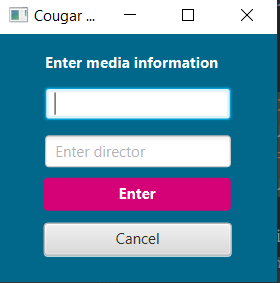 Cougar ...
Enter media information
Enter director
Enter
Cancel